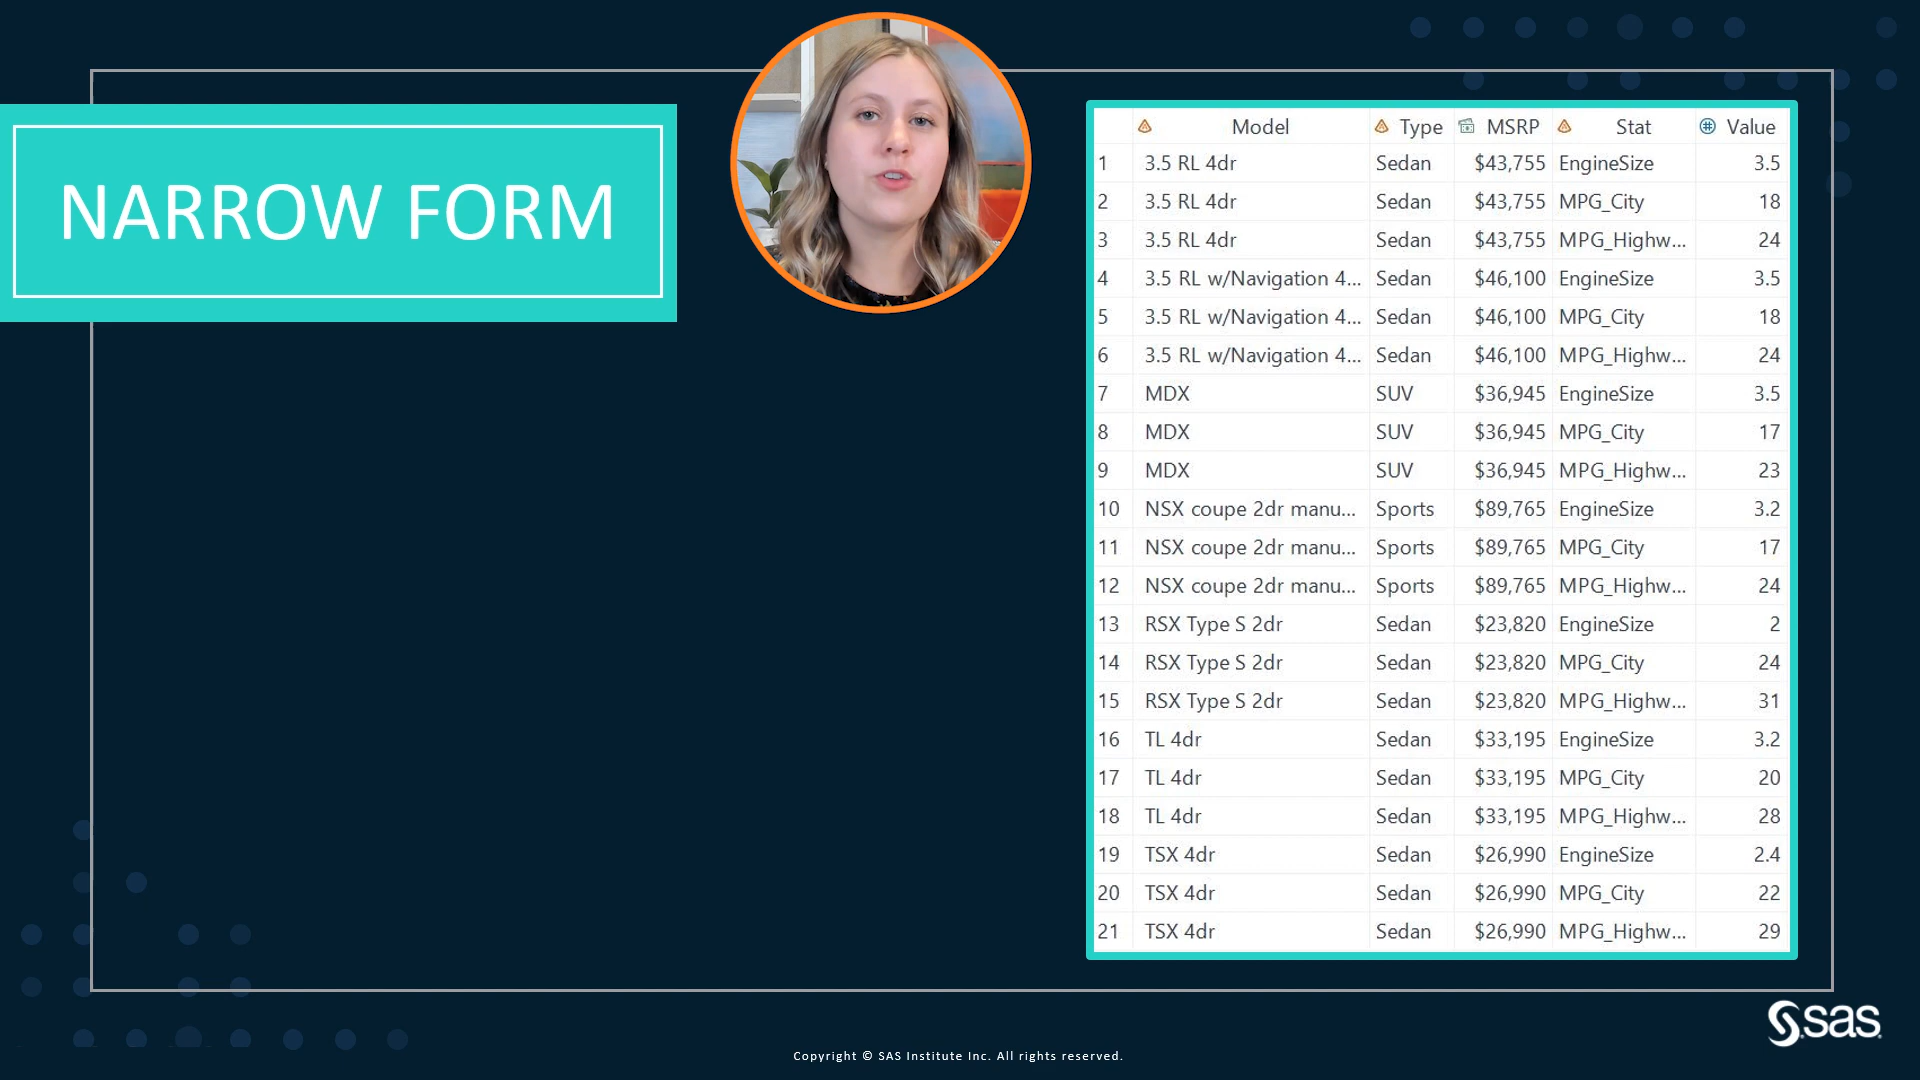 NARROW FORM
Model Type MSRP Stat Value
1 3.5 RL 4dr Sedan $43,755 EngineSize 3.5
2 3.5 RL 4dr Sedan $43,755 MPG_City 18
3 3.5 RL 4dr Sedan $43,755 MPG_Highw... 24
4 3.5 RL w/Navigation 4... Sedan $46,100 EngineSize 3.5
5 3.5 RL w/Navigation 4... Sedan $46,100 MPG_City 18
6 3.5 RL w/Navigation 4... Sedan $46,100 MPG_Highw... 24
7 MDX SUV $36,945 EngineSize 3.5
8 MDX SUV $36,945 MPG_City 17
9 MDX SUV $36,945 MPG_Highw... 23
10 NSX coupe 2dr manu... Sports $89,765 EngineSize 3.2
11 NSX coupe 2dr manu... Sports $89,765 MPG_City 17
12 NSX coupe 2dr manu... Sports $89,765 MPG_Highw... 24
13 RSX Type S 2dr Sedan $23,820 EngineSize 2
14 RSX Type S 2dr Sedan $23,820 MPG_City 24
15 RSX Type S 2dr Sedan $23,820 MPG_Highw... 31
16 TL 4dr Sedan $33,195 EngineSize 3.2
17 TL 4dr Sedan $33,195 MPG_City 20
18 TL 4dr Sedan $33,195 MPG_Highw... 28
19 TSX 4dr Sedan $26,990 EngineSize 2.4
20 TSX 4dr Sedan $26,990 MPG_City 22
21 TSX 4dr Sedan $26,990 MPG_Highw... 29
sas
Copyright © SAS Institute Inc. All rights reserved.